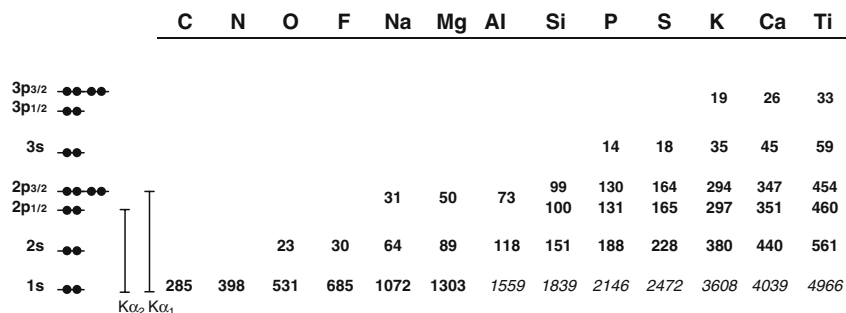 C N O F Na Mg Al Si P S K Ca Ti
3p3/2
3p1/2 19 26 33
3s 14 18 35 45 59
2p3/2 99 130 164 294 347 454
31 50 73
2p1/2 100 131 165 297 351 460
2s 23 30 64 89 118 151 188 228 380 440 561
1s 285 398 531 685 1072 1303 1559 1839 2146 2472 3608 4039 4966
Kα2 Kα1